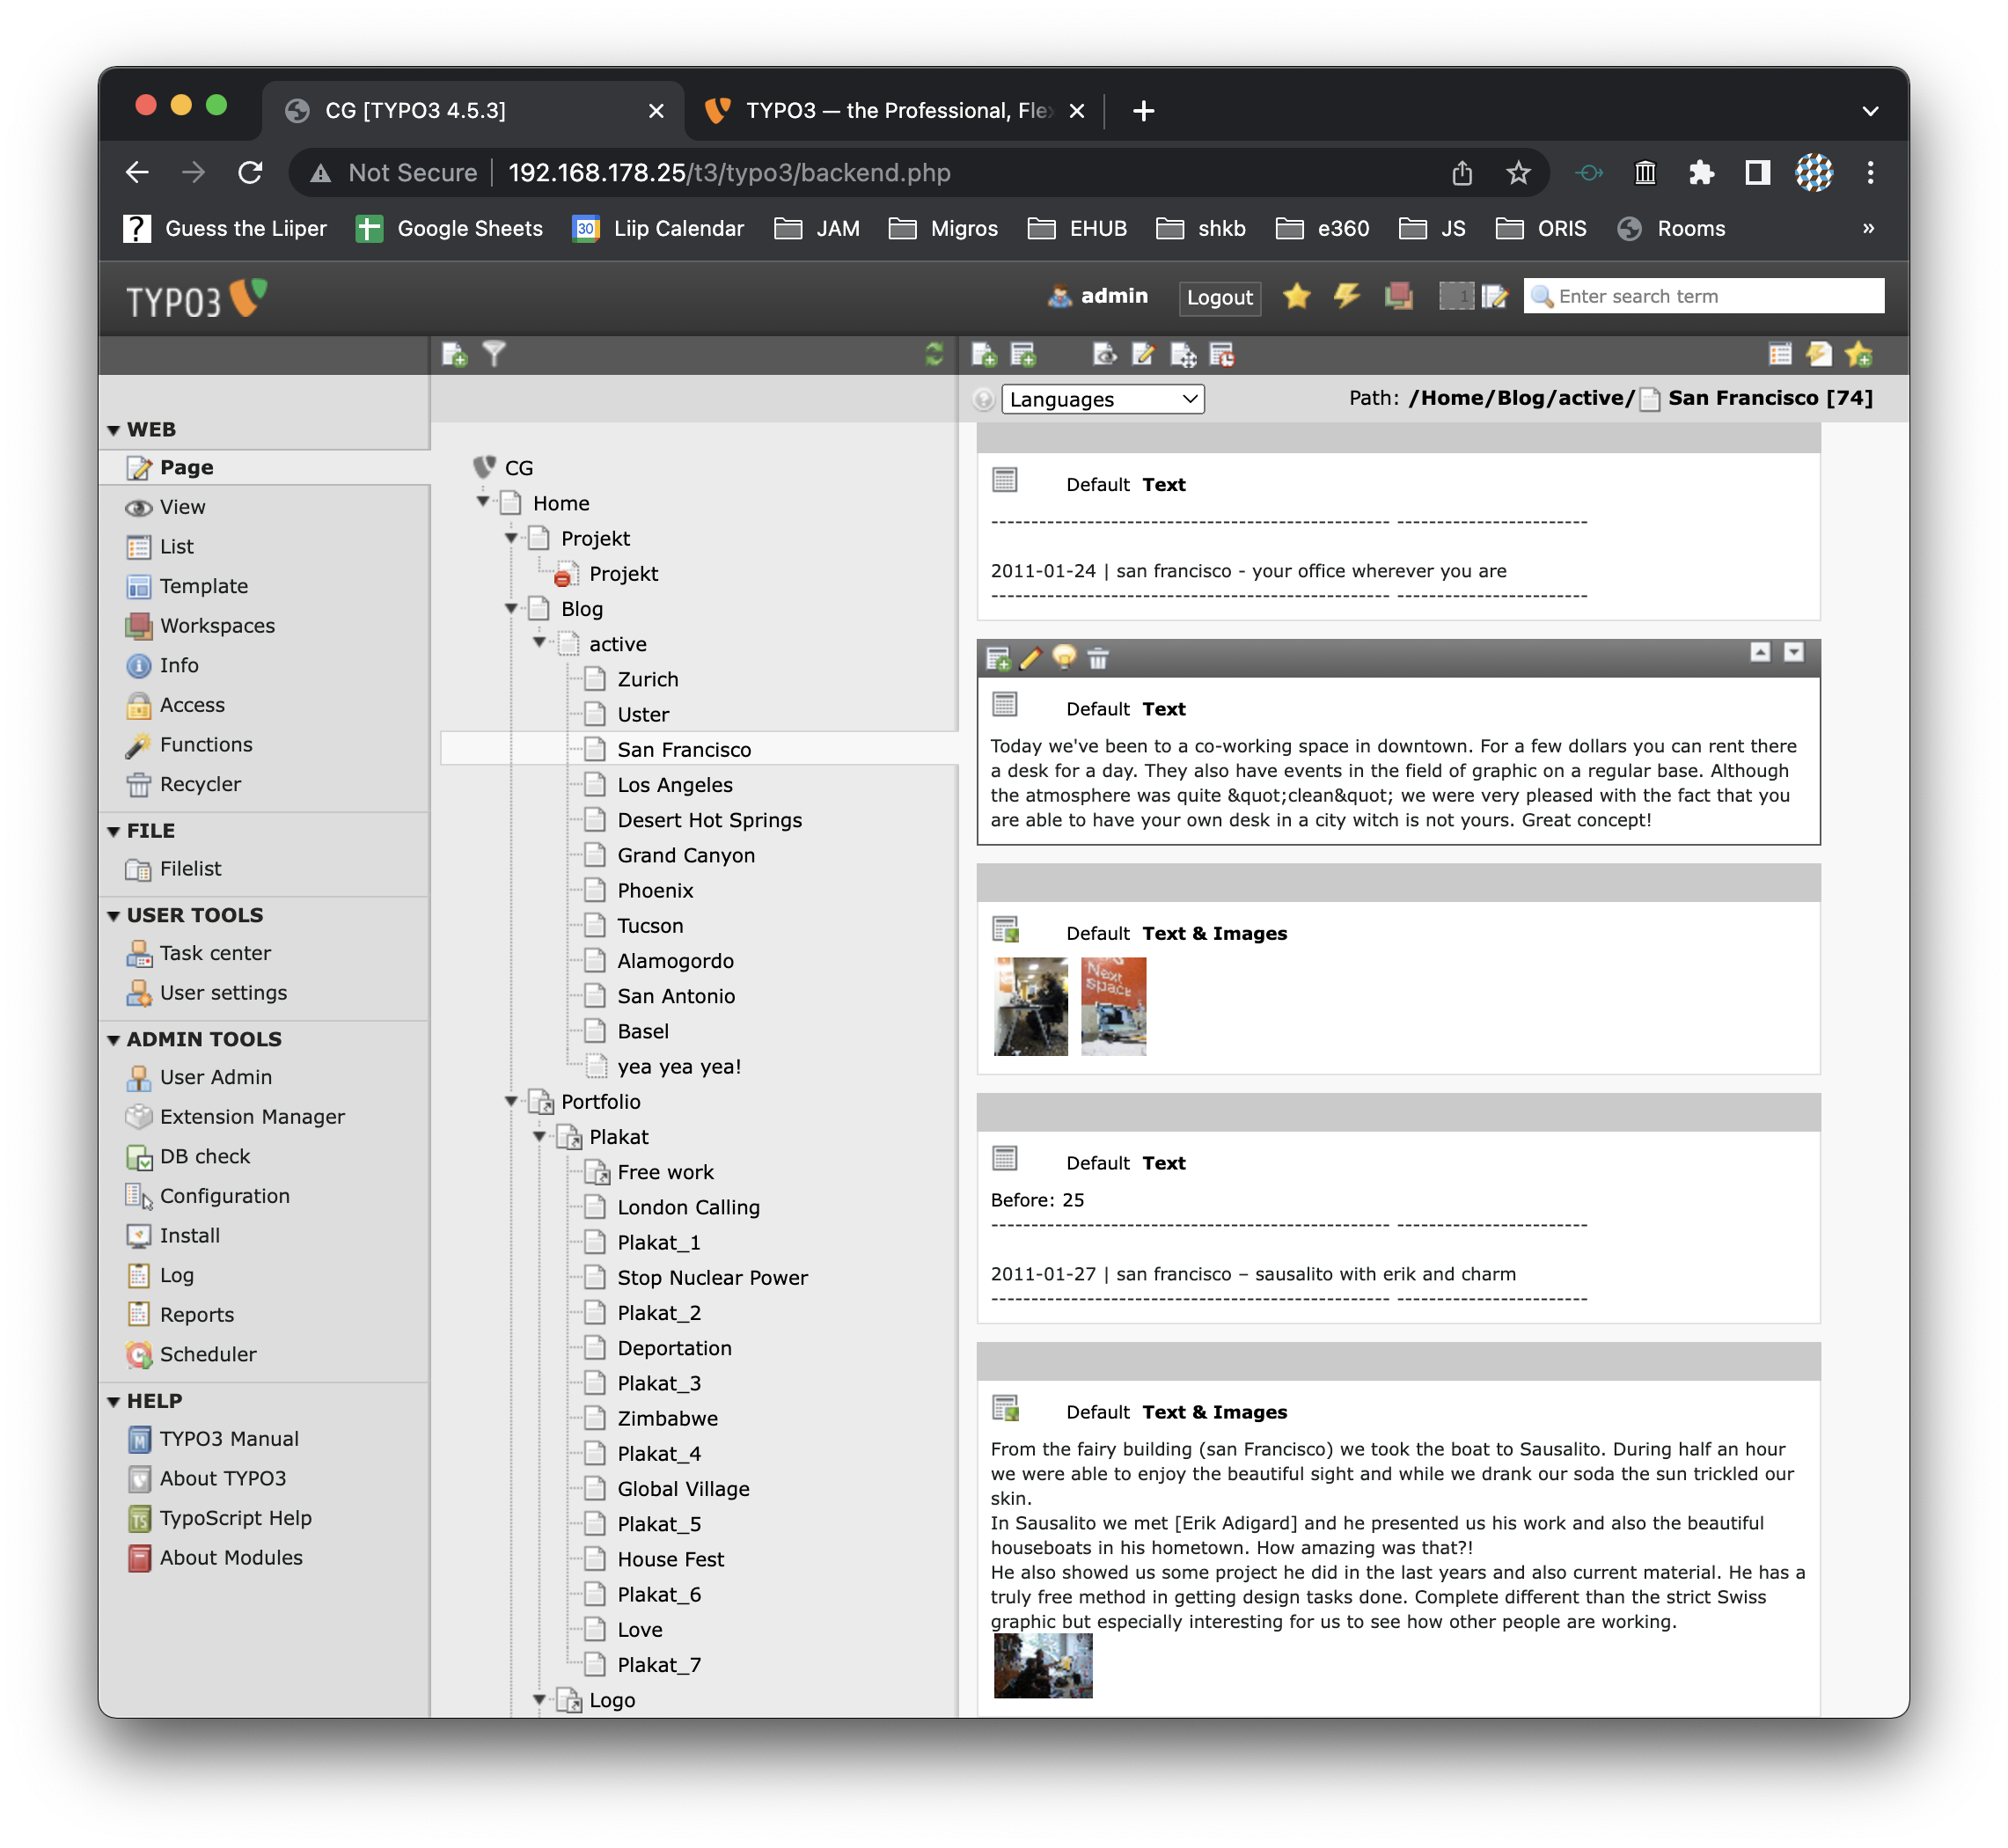 CG [TYPO3 4.5.3]
TYPO3 — the Professional, Flex
Not Secure
192.168.178.25/t3/typo3/backend.php
Guess the Liiper
Google Sheets
30
Liip Calendar
JAM
Migros
EHUB
shkb
e360
JS
ORIS
Rooms
»
TYPO3
admin
Logout
1
Enter search term
Languages
Path: /Home/Blog/active/ San Francisco [74]
WEB
Page
View
List
Template
Workspaces
Info
Access
Functions
Recycler
FILE
Filelist
USER TOOLS
Task center
User settings
ADMIN TOOLS
User Admin
Extension Manager
DB check
Configuration
Install
Log
Reports
Scheduler
HELP
TYPO3 Manual
About TYPO3
TypoScript Help
About Modules
CG
Home
Projekt
Projekt
Blog
active
Zurich
Uster
San Francisco
Los Angeles
Desert Hot Springs
Grand Canyon
Phoenix
Tucson
Alamogordo
San Antonio
Basel
yea yea yea!
Portfolio
Plakat
Free work
London Calling
Plakat_1
Stop Nuclear Power
Plakat_2
Deportation
Plakat_3
Zimbabwe
Plakat_4
Global Village
Plakat_5
House Fest
Plakat_6
Love
Plakat_7
Logo
Default Text
------------------------------------------------- ------------------------
2011-01-24 | san francisco - your office wherever you are
------------------------------------------------- ------------------------
Default Text
Today we've been to a co-working space in downtown. For a few dollars you can rent there
a desk for a day. They also have events in the field of graphic on a regular base. Although
the atmosphere was quite &quot;clean&quot; we were very pleased with the fact that you
are able to have your own desk in a city witch is not yours. Great concept!
Default Text & Images
Next
space
Default Text
Before: 25
------------------------------------------------- ------------------------
2011-01-27 | san francisco – sausalito with erik and charm
------------------------------------------------- ------------------------
Default Text & Images
From the fairy building (san Francisco) we took the boat to Sausalito. During half an hour
we were able to enjoy the beautiful sight and while we drank our soda the sun trickled our
skin.
In Sausalito we met [Erik Adigard] and he presented us his work and also the beautiful
houseboats in his hometown. How amazing was that?!
He also showed us some project he did in the last years and also current material. He has a
truly free method in getting design tasks done. Complete different than the strict Swiss
graphic but especially interesting for us to see how other people are working.